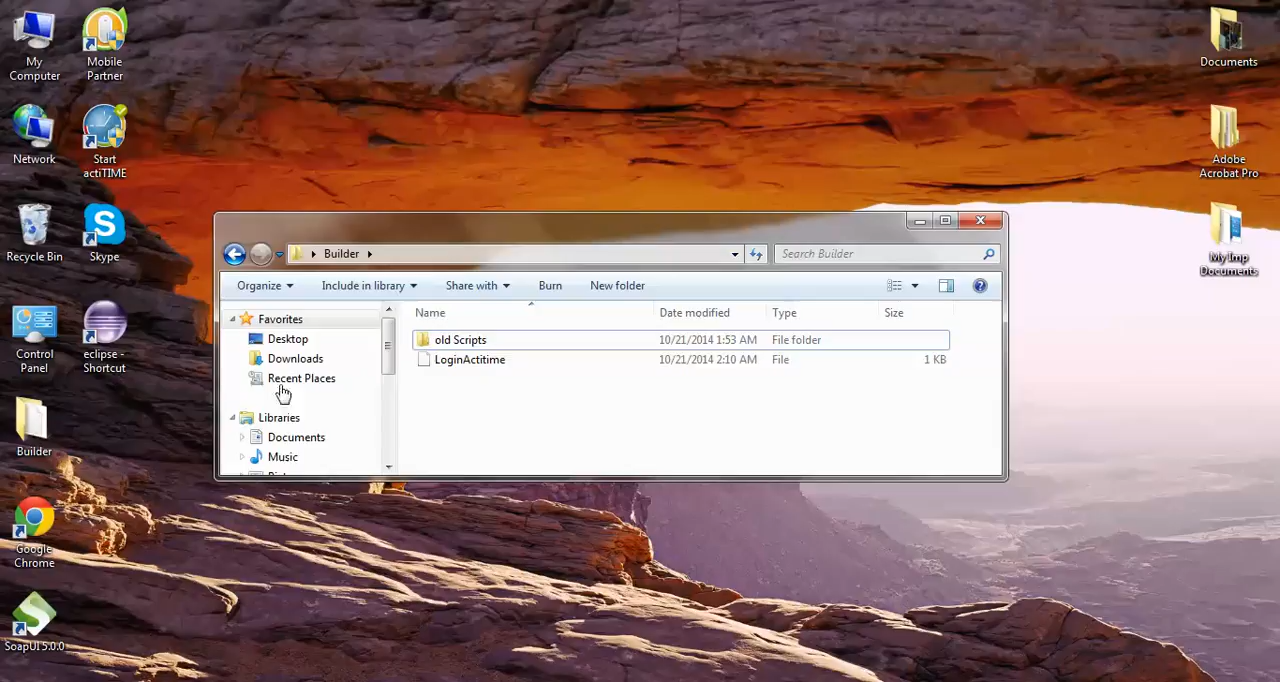 My
Computer
Mobile
Partner
Network
Start
actiTIME
Recycle Bin
Skype
Control
Panel
eclipse -
Shortcut
Builder
Google
Chrome
SoapUI 5.0.0
Documents
Adobe
Acrobat Pro
My Imp
Documents
Builder
Search Builder
Organize
Include in library
Share with
Burn
New folder
Favorites
Desktop
Downloads
Recent Places
Libraries
Documents
Music
Name
Date modified
Type
Size
old Scripts
10/21/2014 1:53 AM
File folder
LoginActitime
10/21/2014 2:10 AM
File
1 KB